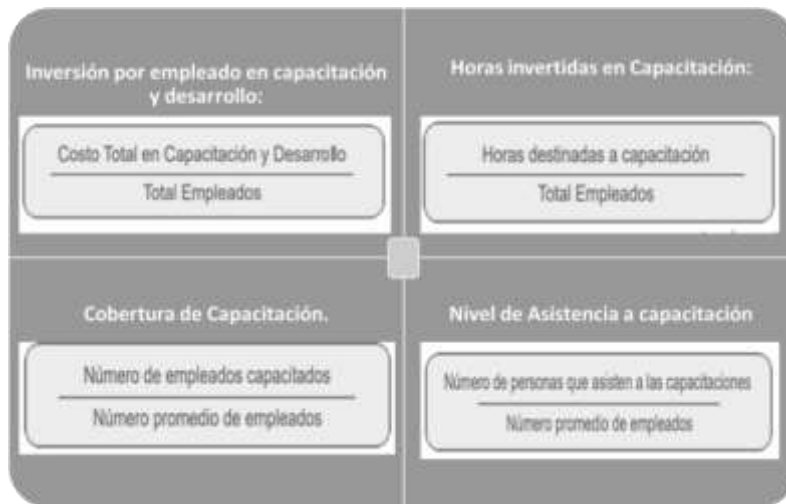 Inversión por empleado en capacitación
y desarrollo:
Costo Total en Capacitación y Desarrollo
Total Empleados
Horas invertidas en Capacitación:
Horas destinadas a capacitación
Total Empleados
Cobertura de Capacitación.
Número de empleados capacitados
Número promedio de empleados
Nivel de Asistencia a capacitación
Número de personas que asisten a las capacitaciones
Número promedio de empleados